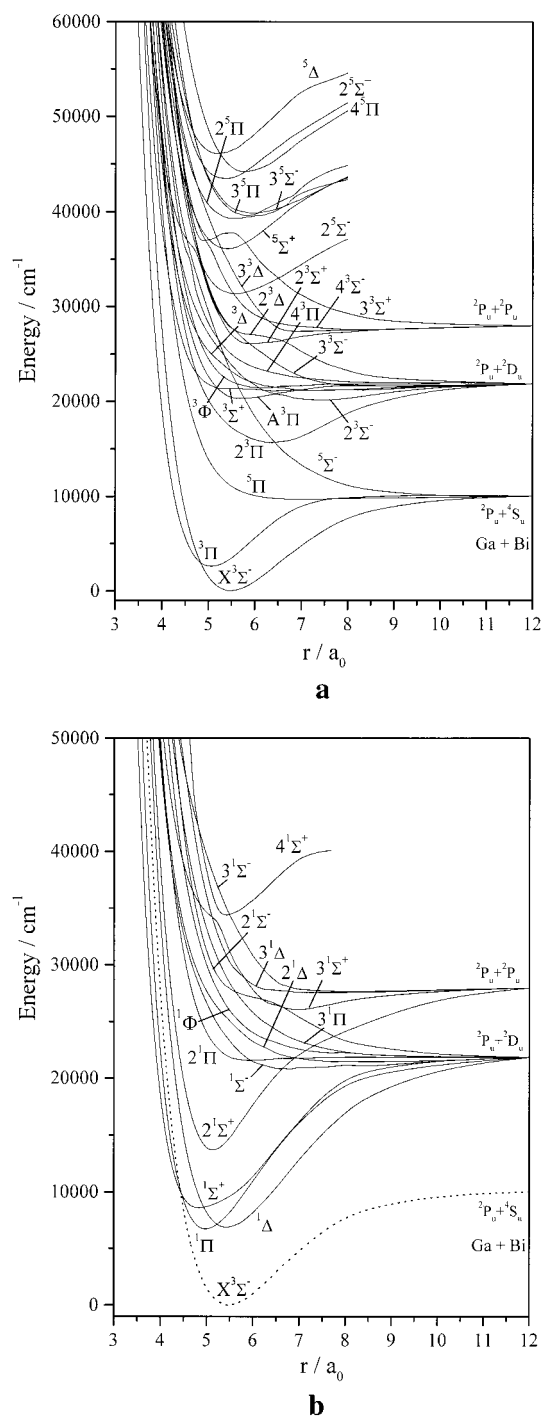 60000
50000
40000
30000
20000
10000
0
Energy / cm⁻¹
⁵Δ
2⁵Σ⁻
4⁵Π
2⁵Π
3⁵Π
3⁵Σ⁻
⁵Σ⁺
2⁵Σ⁻
3³Δ
2³Σ⁺
2³Δ
4³Σ⁻
3³Σ⁺
³Δ
4³Π
3³Σ⁻
²Pᵤ+²Pᵤ
²Pᵤ+²Dᵤ
³Φ
³Σ⁺
A³Π
2³Π
2³Σ⁻
⁵Σ⁻
⁵Π
²Pᵤ+⁴Sᵤ
Ga + Bi
³Π
X³Σ⁻
3 4 5 6 7 8 9 10 11 12
r / a₀
a
50000
40000
30000
20000
10000
0
Energy / cm⁻¹
4¹Σ⁺
3¹Σ⁻
2¹Σ⁻
3¹Δ
2¹Δ
3¹Σ⁺
²Pᵤ+²Pᵤ
¹Φ
3¹Π
²Pᵤ+²Dᵤ
2¹Π
¹Σ⁻
2¹Σ⁺
¹Σ⁺
¹Π
¹Δ
²Pᵤ+⁴Sᵤ
Ga + Bi
X³Σ⁻
3 4 5 6 7 8 9 10 11 12
r / a₀
b